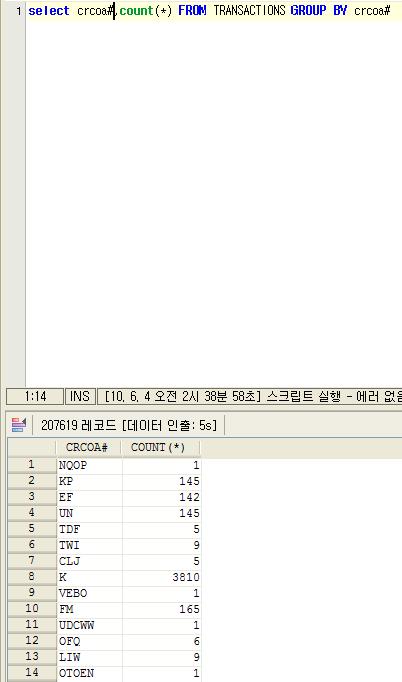 1 select crcoa#,count(*) FROM TRANSACTIONS GROUP BY crcoa#
1:14 INS [10, 6, 4 오전 2시 38분 58초] 스크립트 실행 - 에러 없음
207619 레코드 [데이터 인출: 5s]
CRCOA# COUNT(*)
1 NQOP 1
2 KP 145
3 EF 142
4 UN 145
5 TDF 5
6 TWI 9
7 CLJ 5
8 K 3810
9 VEBO 1
10 FM 165
11 UDCWW 1
12 OFQ 6
13 LIW 9
14 OTOEN 1